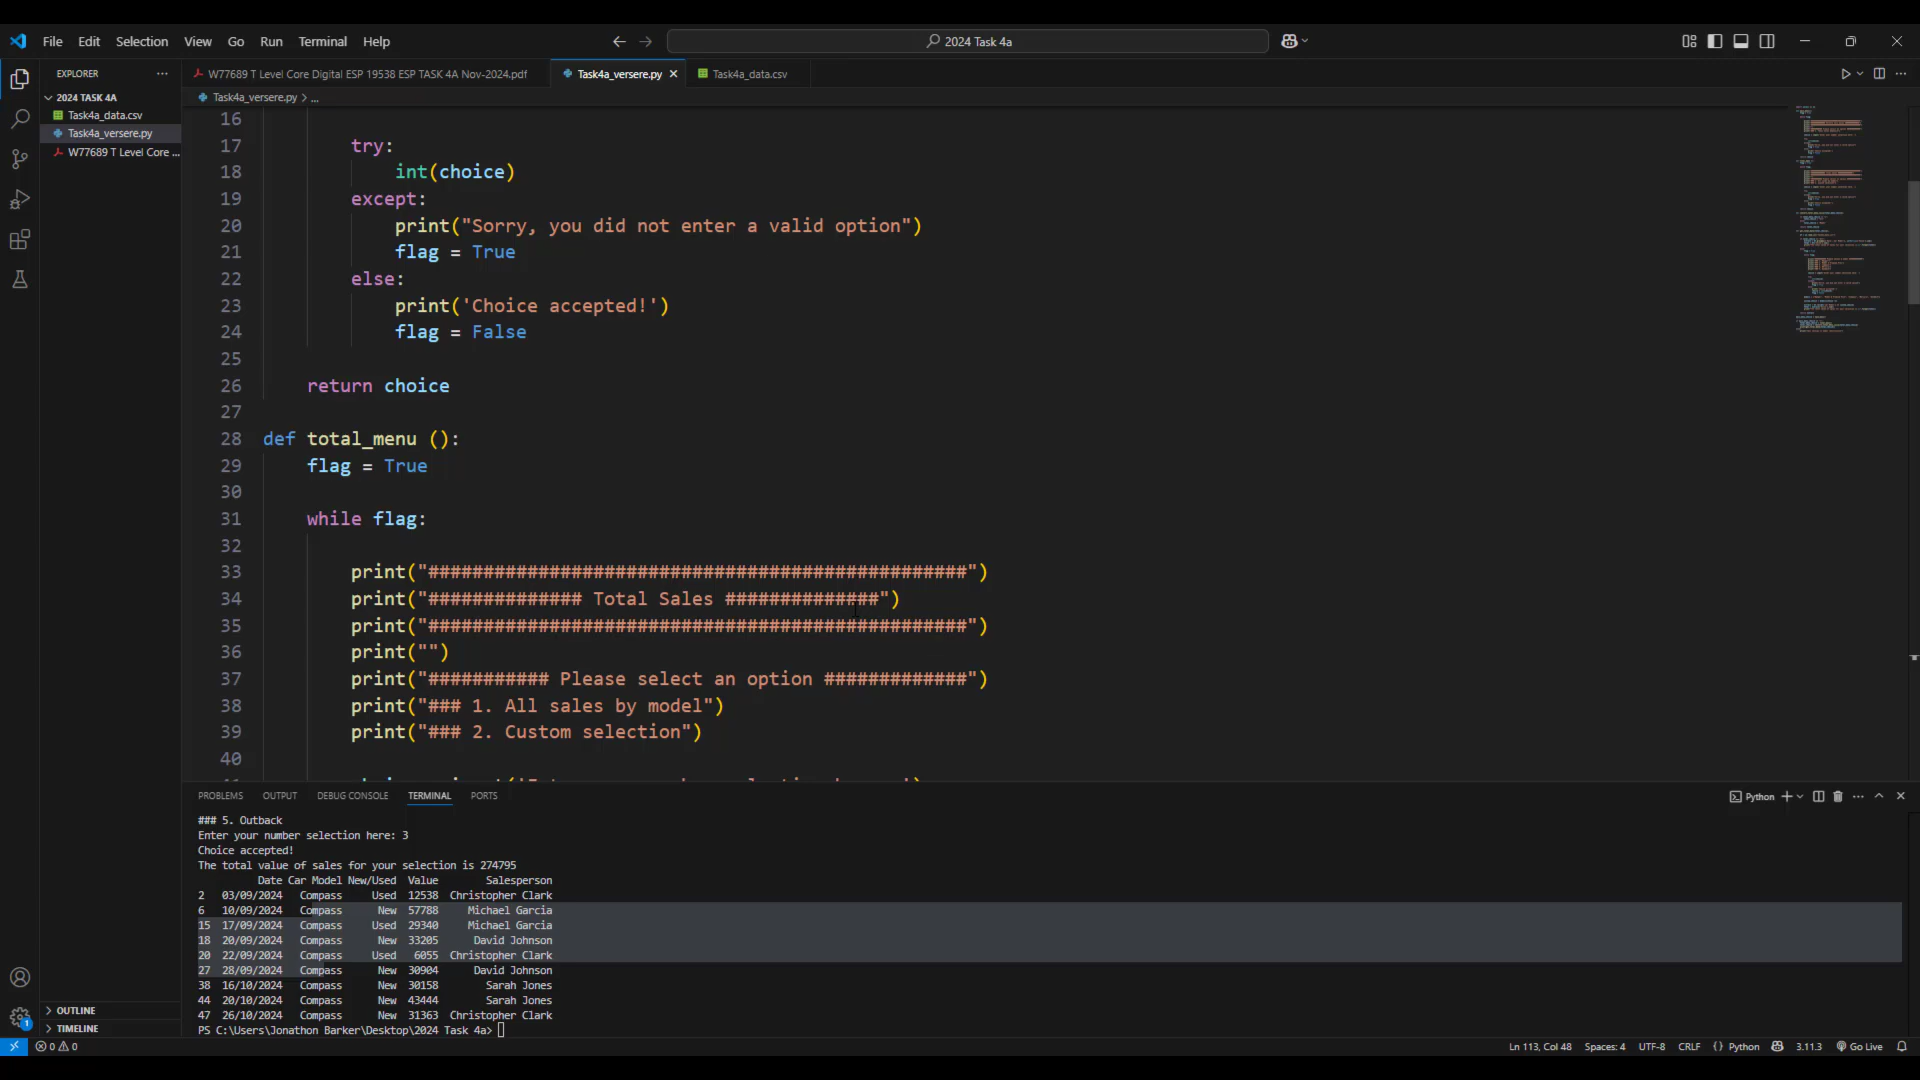 File Edit Selection View Go Run Terminal Help
2024 Task 4a
EXPLORER
2024 TASK 4A
Task4a_data.csv
Task4a_versere.py
W77689 T Level Core ...
OUTLINE
TIMELINE
W77689 T Level Core Digital ESP 19538 ESP TASK 4A Nov-2024.pdf
Task4a_versere.py
Task4a_data.csv
Task4a_versere.py > ...
16
17 try:
18 int(choice)
19 except:
20 print("Sorry, you did not enter a valid option")
21 flag = True
22 else:
23 print('Choice accepted!')
24 flag = False
25
26 return choice
27
28 def total_menu ():
29 flag = True
30
31 while flag:
32
33 print("#################################################")
34 print("############## Total Sales ##############")
35 print("#################################################")
36 print("")
37 print("########### Please select an option #############")
38 print("### 1. All sales by model")
39 print("### 2. Custom selection")
40
PROBLEMS OUTPUT DEBUG CONSOLE TERMINAL PORTS
Python
### 5. Outback
Enter your number selection here: 3
Choice accepted!
The total value of sales for your selection is 274795
Date Car Model New/Used Value Salesperson
2 03/09/2024 Compass Used 12538 Christopher Clark
6 10/09/2024 Compass New 57788 Michael Garcia
15 17/09/2024 Compass Used 29340 Michael Garcia
18 20/09/2024 Compass New 33205 David Johnson
20 22/09/2024 Compass Used 6055 Christopher Clark
27 28/09/2024 Compass New 30904 David Johnson
38 16/10/2024 Compass New 30158 Sarah Jones
44 20/10/2024 Compass New 43444 Sarah Jones
47 26/10/2024 Compass New 31363 Christopher Clark
PS C:\Users\Jonathon Barker\Desktop\2024 Task 4a>
0 0
Ln 113, Col 48 Spaces: 4 UTF-8 CRLF {} Python 3.11.3 Go Live